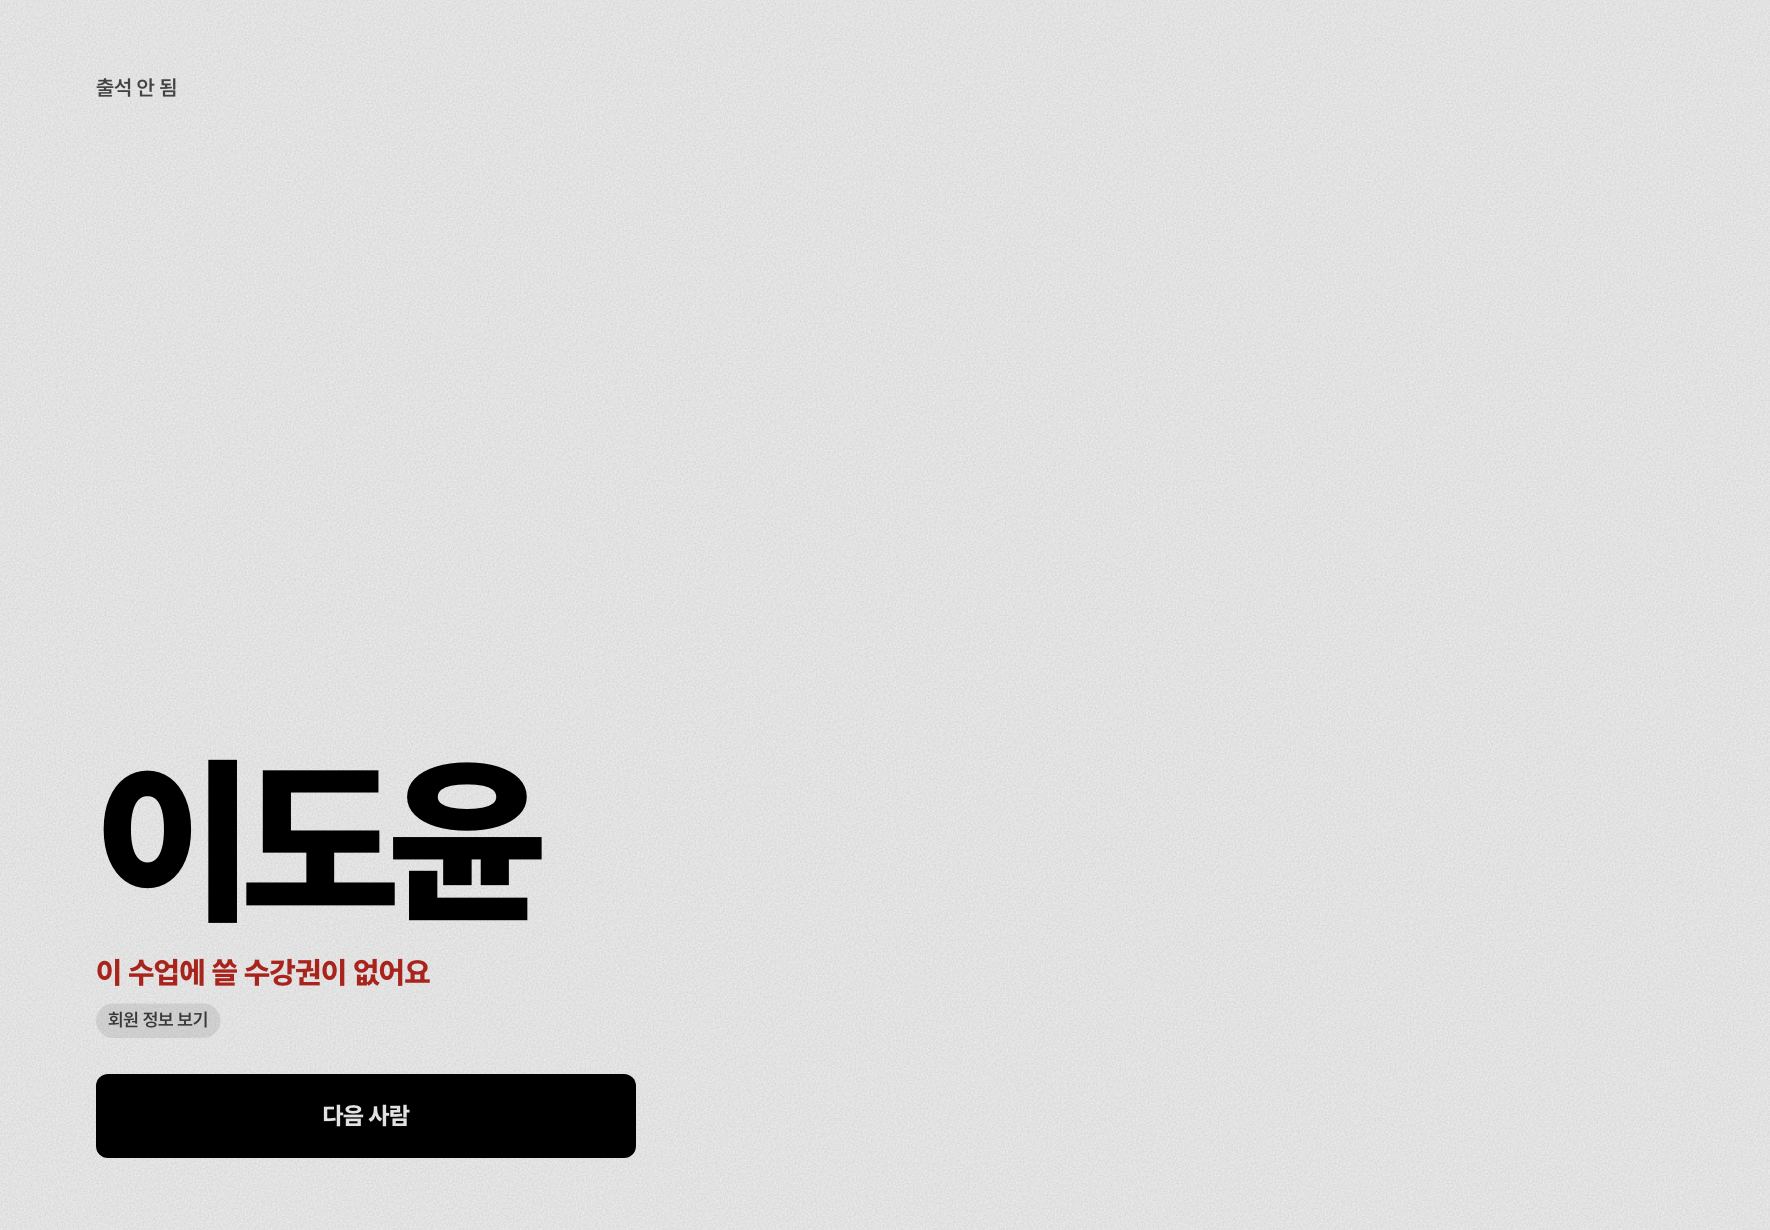 출석 안 됨
이도윤
이 수업에 쓸 수강권이 없어요
회원 정보 보기
다음 사람